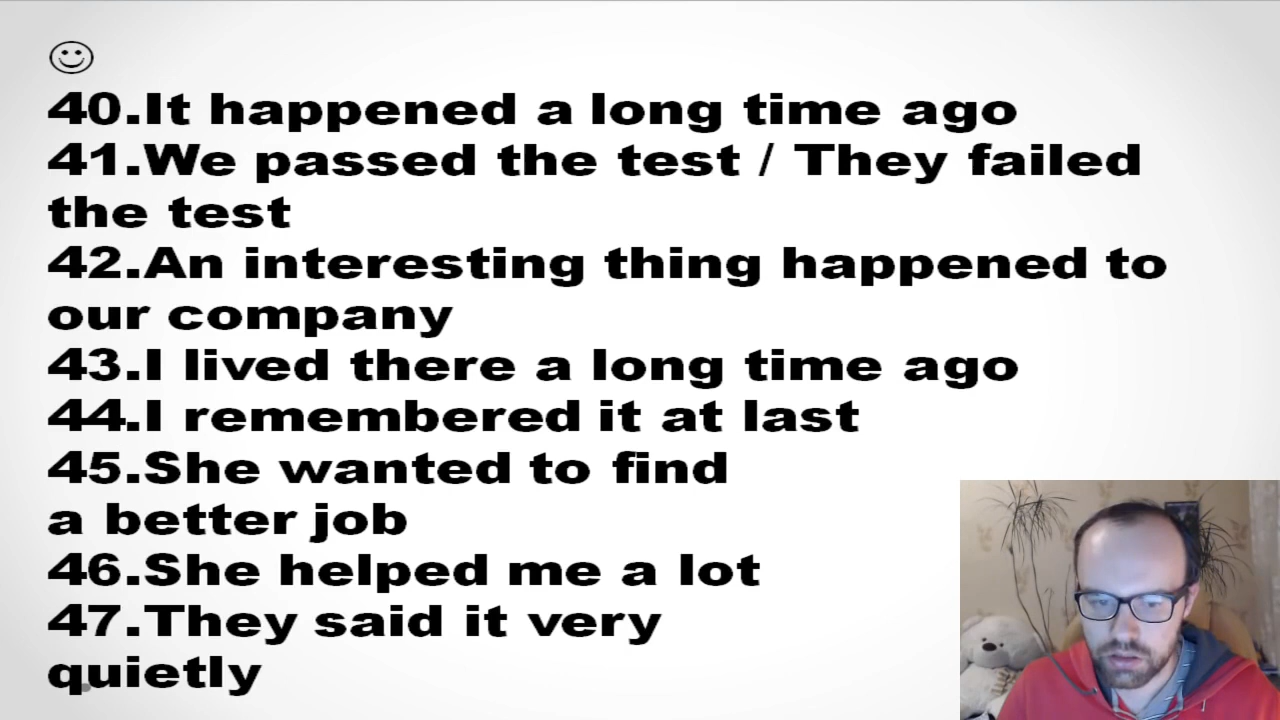 40.It happened a long time ago
41.We passed the test / They failed
the test
42.An interesting thing happened to
our company
43.I lived there a long time ago
44.I remembered it at last
45.She wanted to find
a better job
46.She helped me a lot
47.They said it very
quietly